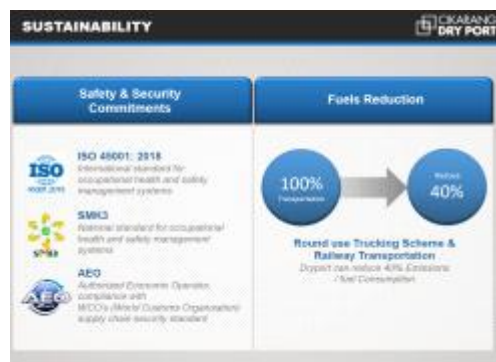 SUSTAINABILITY
CIKARANG
DRY PORT
Safety & Security
Commitments
ISO
45001:2018
ISO 45001: 2018
International standard for
occupational health and safety
management systems
SMK3
SMK3
National standard for occupational
health and safety management
systems
AEO
AEO
Authorized Economic Operator,
compliance with
WCO's (World Customs Organization)
supply chain security standard
Fuels Reduction
100%
Transportation
Reduce
40%
Round use Trucking Scheme &
Railway Transportation
Dryport can reduce 40% Emissions
/ fuel Consumption